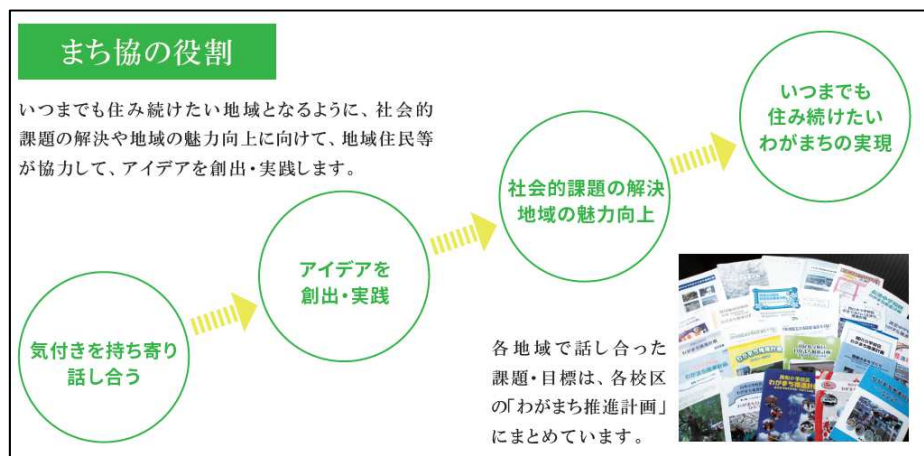 まち協の役割
いつまでも住み続けたい地域となるように、社会的
課題の解決や地域の魅力向上に向けて、地域住民等
が協力して、アイデアを創出・実践します。
気付きを持ち寄り
話し合う
アイデアを
創出・実践
社会的課題の解決
地域の魅力向上
いつまでも
住み続けたい
わがまちの実現
各地域で話し合った
課題・目標は、各校区
の「わがまち推進計画」
にまとめています。
わがまち推進計画